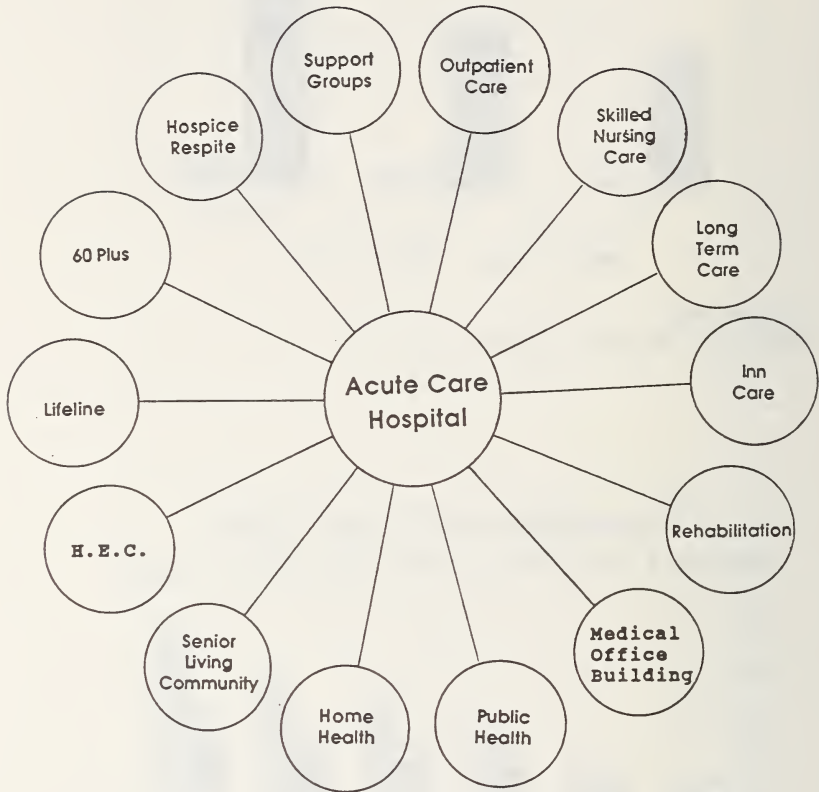 Support
Groups
Outpatient
Care
Skilled
Nursing
Care
Long
Term
Care
Inn
Care
Rehabilitation
Medical
Office
Building
Public
Health
Home
Health
Senior
Living
Community
H.E.C.
Lifeline
60 Plus
Hospice
Respite
Acute Care
Hospital